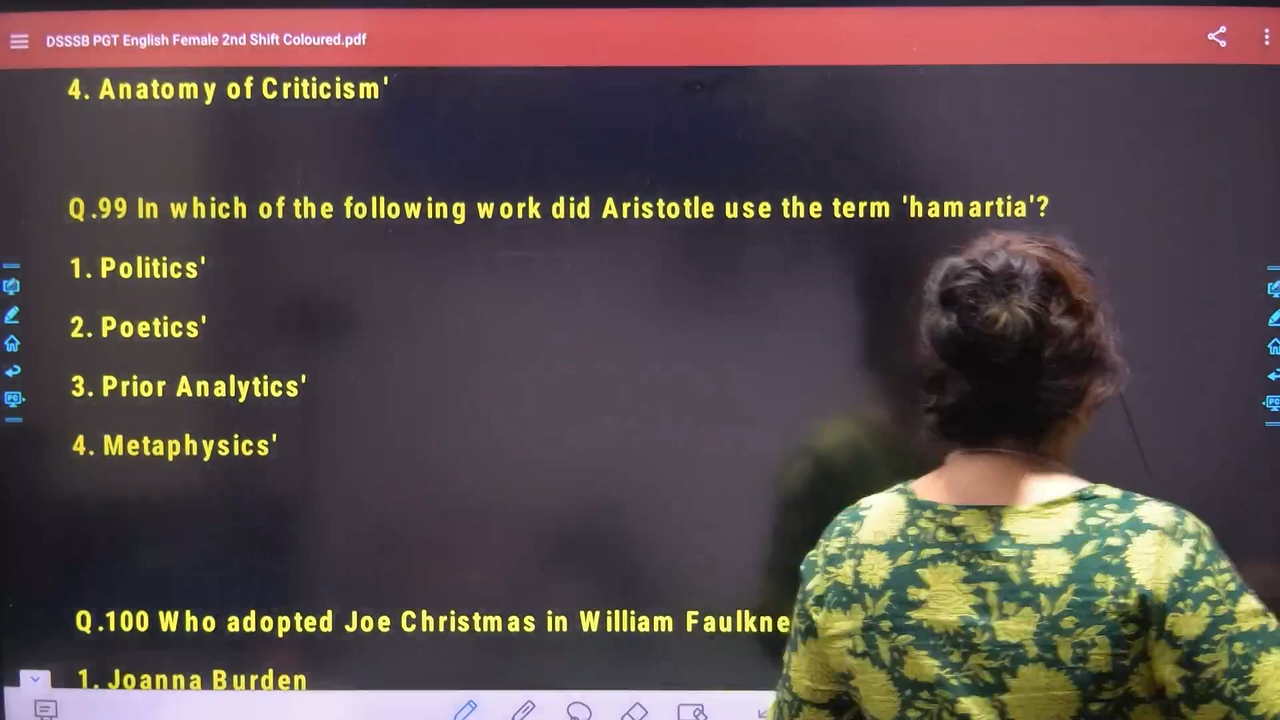 DSSSB PGT English Female 2nd Shift Coloured.pdf
4. Anatomy of Criticism'
Q.99 In which of the following work did Aristotle use the term 'hamartia'?
1. Politics'
2. Poetics'
3. Prior Analytics'
4. Metaphysics'
Q.100 Who adopted Joe Christmas in William
1. Joanna Burden